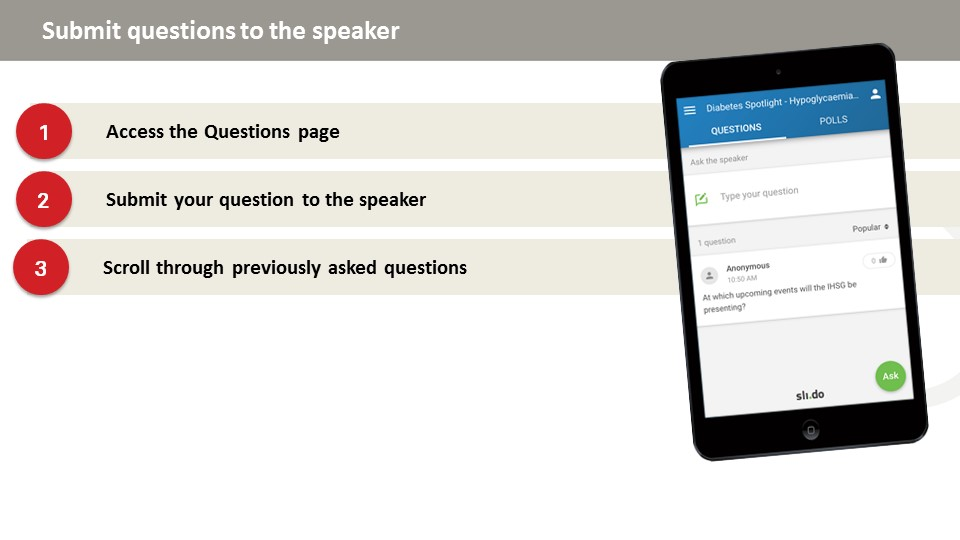 Submit questions to the speaker
1
Access the Questions page
2
Submit your question to the speaker
3
Scroll through previously asked questions
Diabetes Spotlight - Hypoglycaemia...
QUESTIONS
POLLS
Ask the speaker
Type your question
1 question
Popular
Anonymous
10:50 AM
0
At which upcoming events will the IHSG be
presenting?
Ask
sli.do